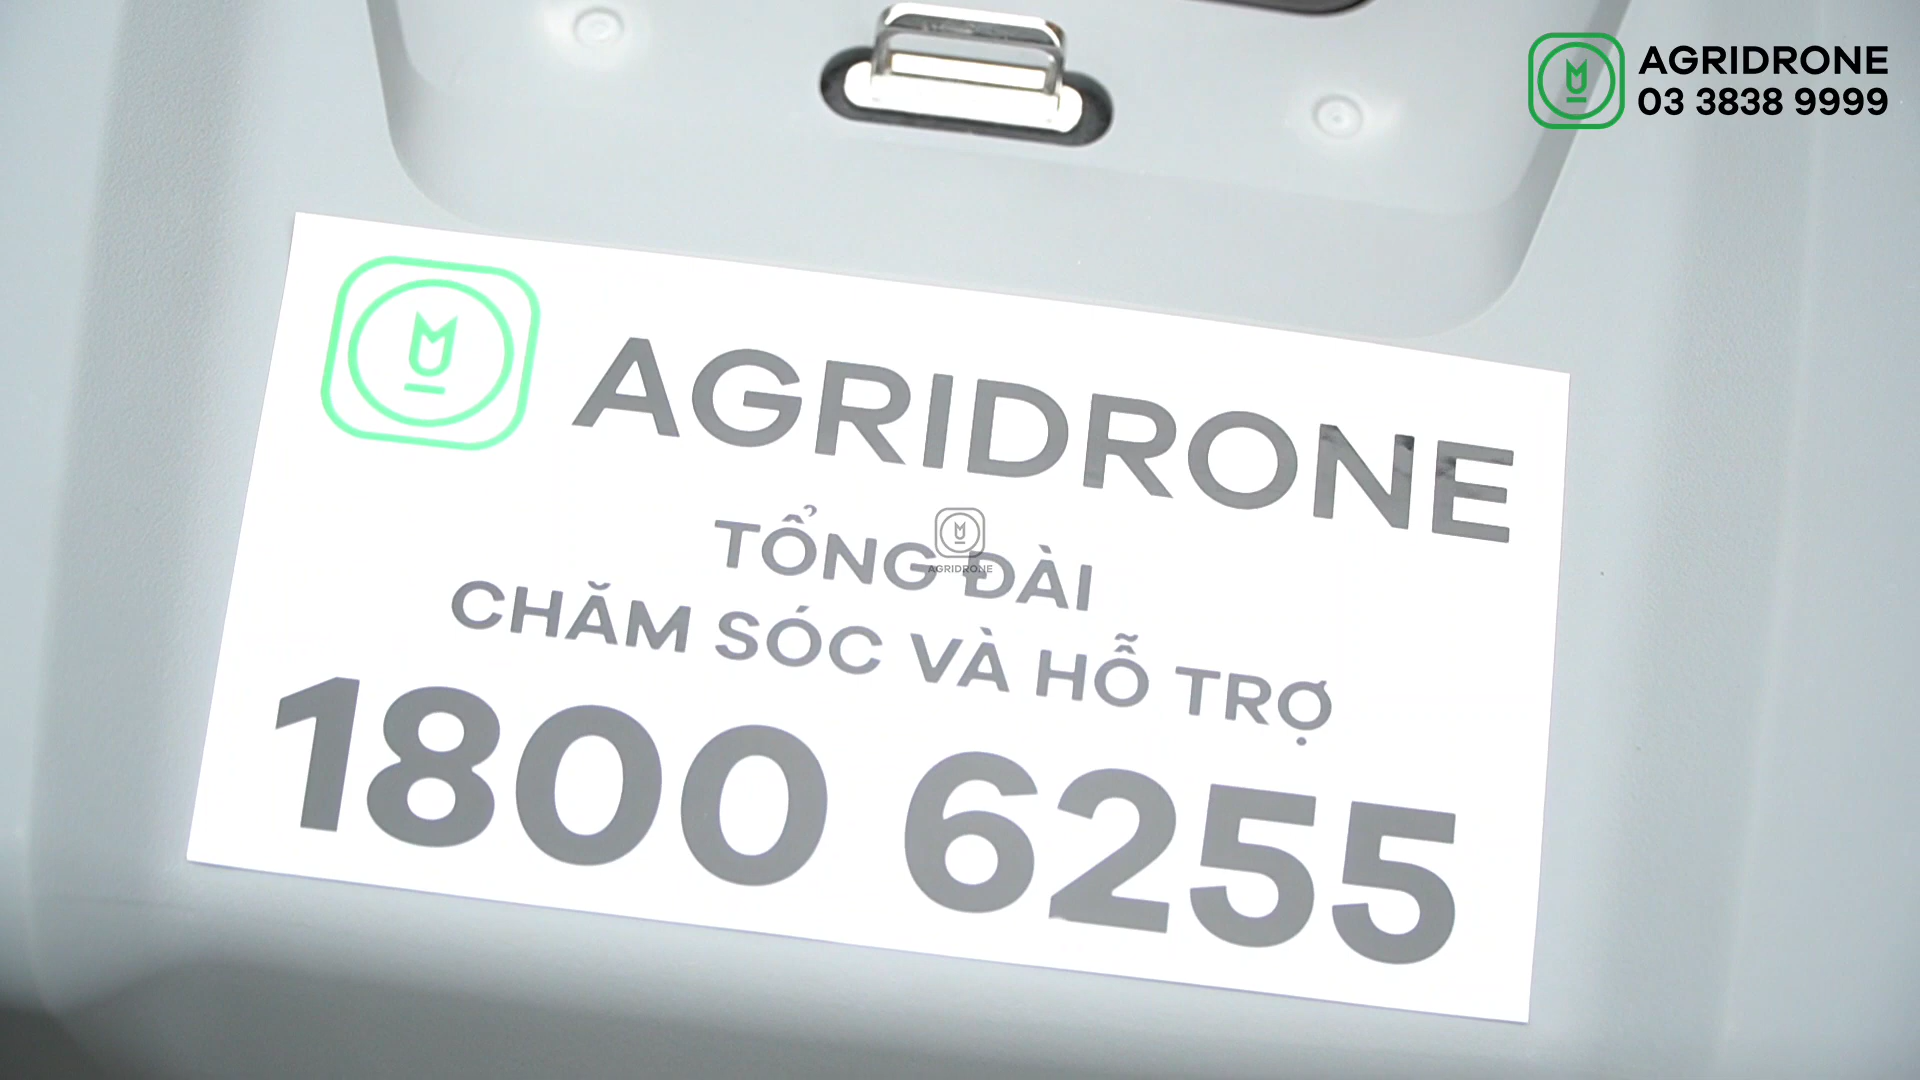 AGRIDRONE
03 3838 9999
AGRIDRONE
TỔNG ĐÀI
AGRIDRONE
CHĂM SÓC VÀ HỖ TRỢ
1800 6255